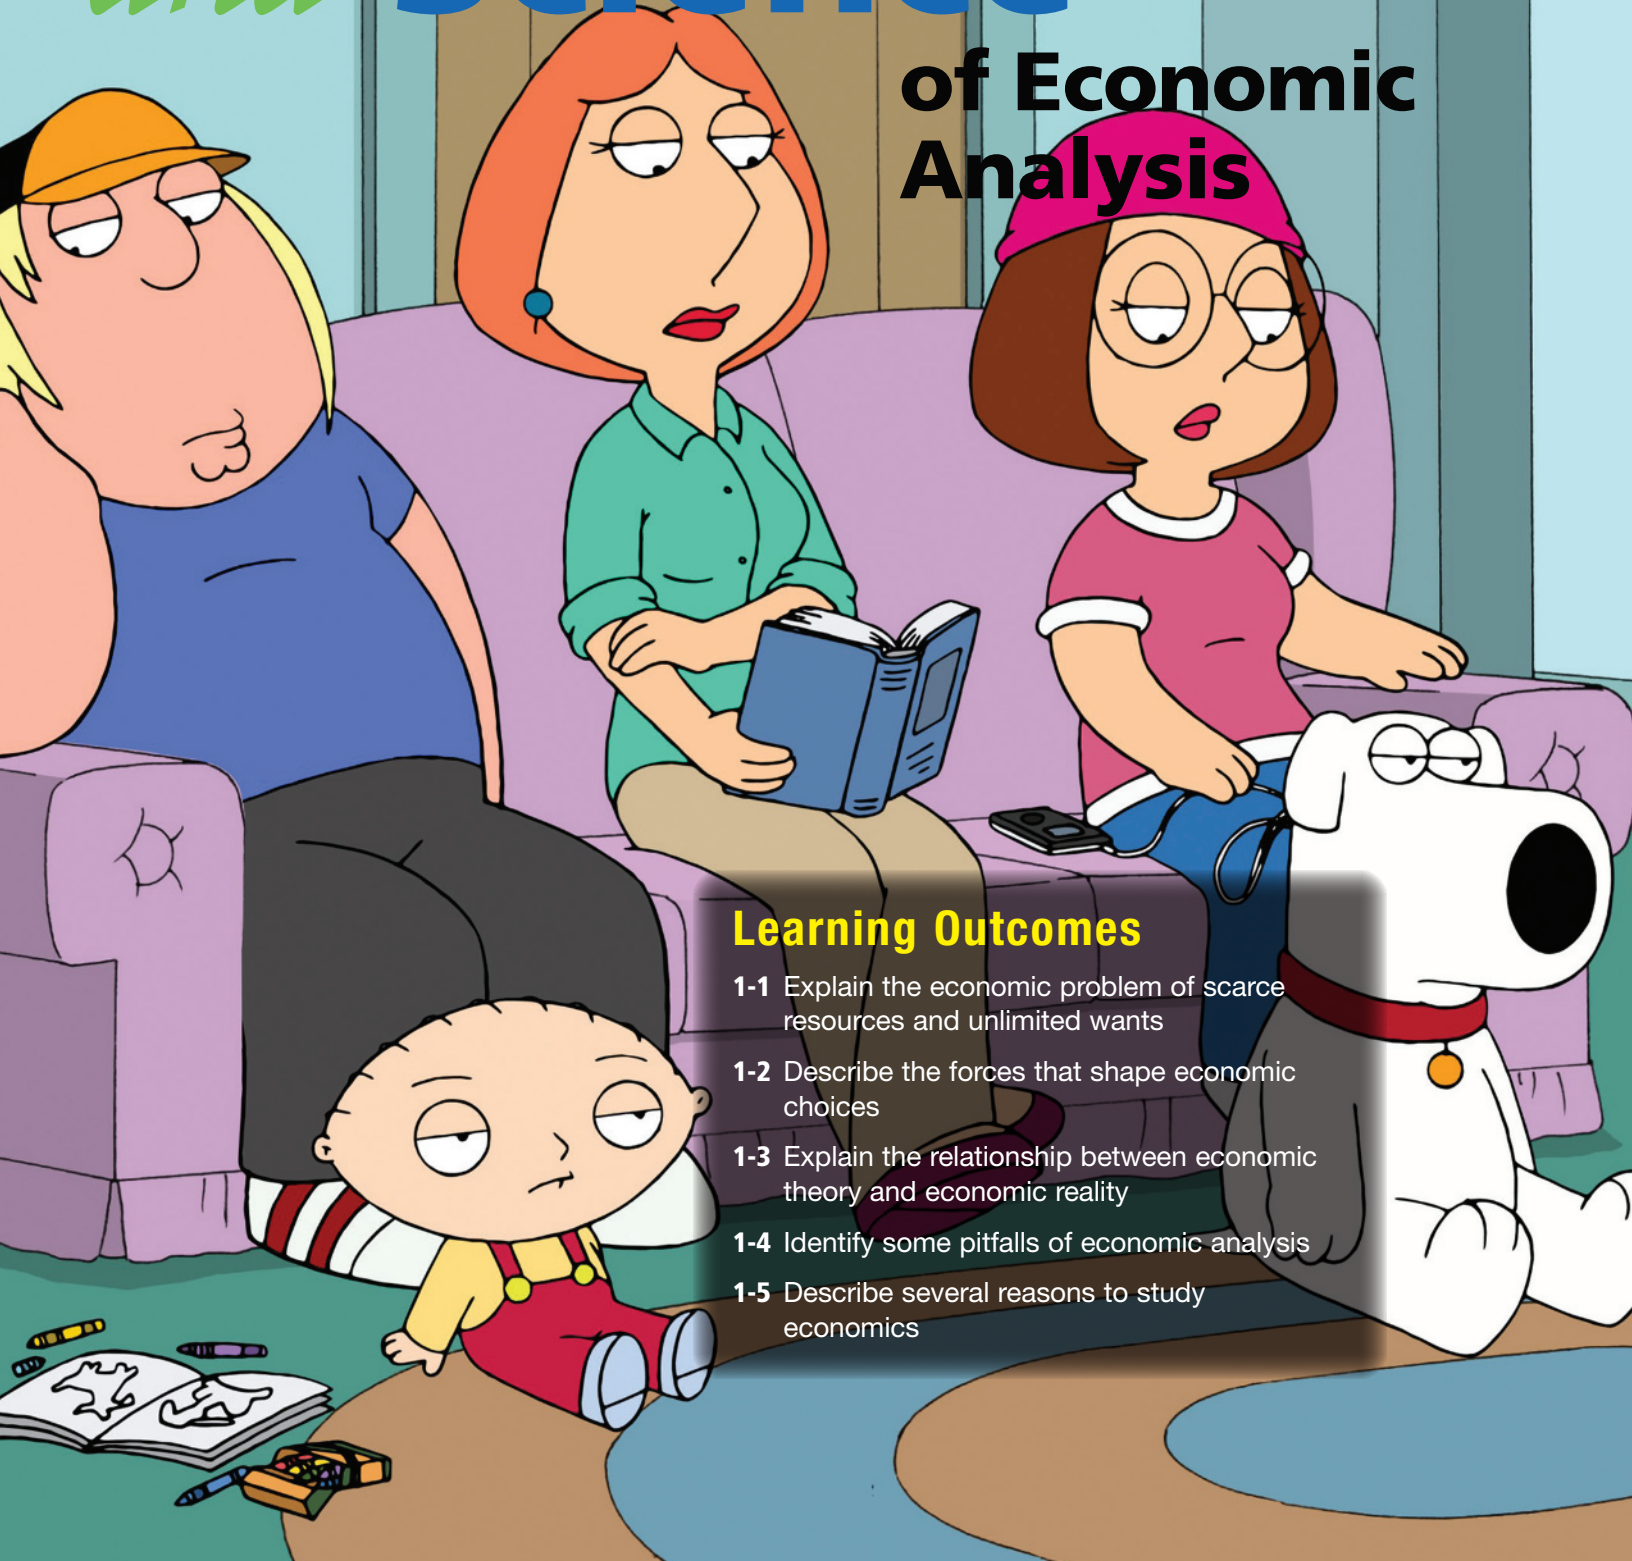 and Science
of Economic
Analysis
Learning Outcomes
1-1 Explain the economic problem of scarce
resources and unlimited wants
1-2 Describe the forces that shape economic
choices
1-3 Explain the relationship between economic
theory and economic reality
1-4 Identify some pitfalls of economic analysis
1-5 Describe several reasons to study
economics